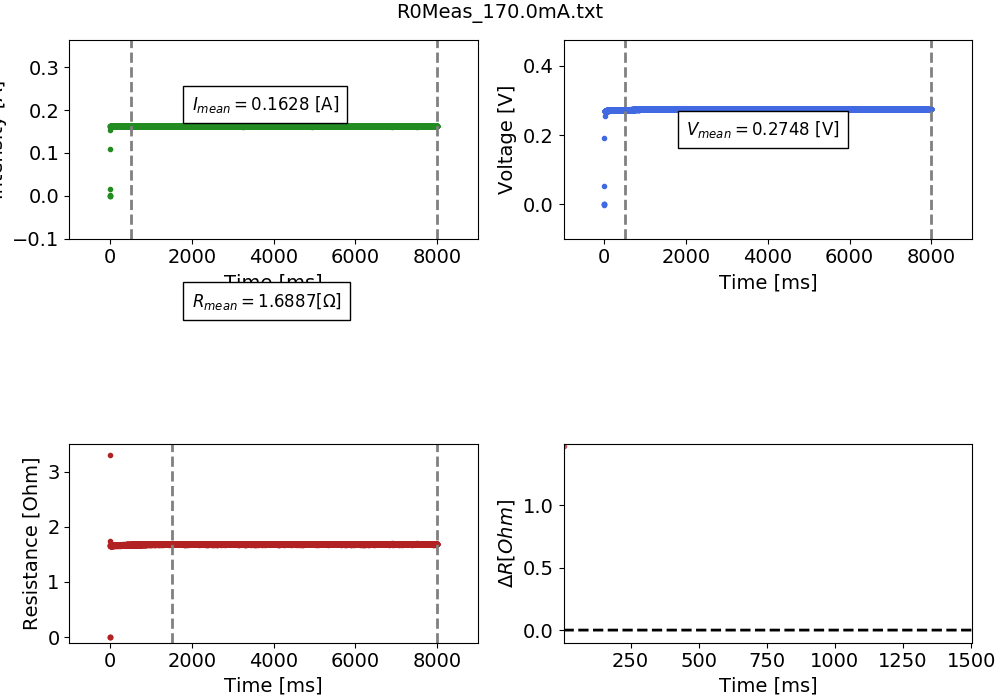 R0Meas_170.0mA.txt
0.3
0.2
0.1
0.0
−0.1
I_mean = 0.1628 [A]
0 2000 4000 6000 8000
Time [ms]
Voltage [V]
0.4
0.2
0.0
V_mean = 0.2748 [V]
0 2000 4000 6000 8000
Time [ms]
R_mean = 1.6887[Ω]
Resistance [Ohm]
3
2
1
0
0 2000 4000 6000 8000
Time [ms]
ΔR[Ohm]
1.0
0.5
0.0
250 500 750 1000 1250 1500
Time [ms]